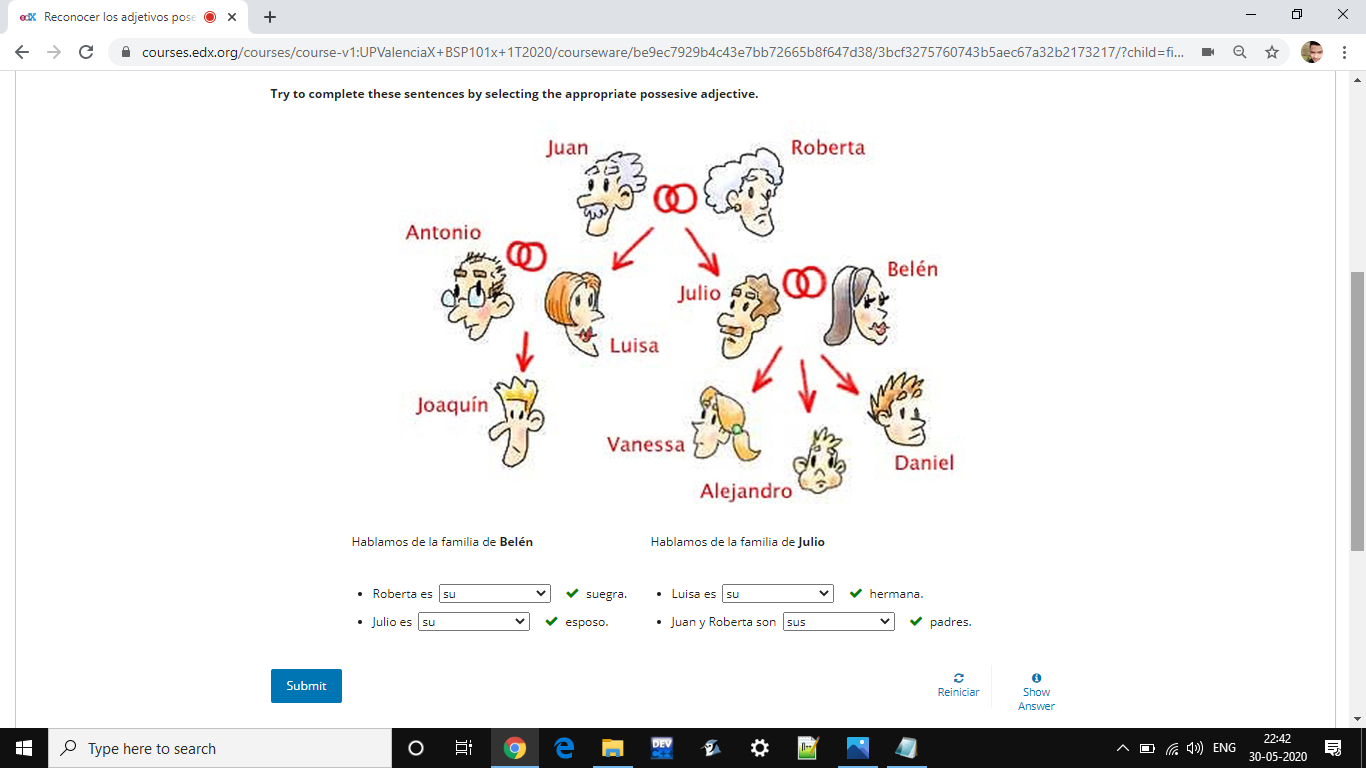 edX Reconocer los adjetivos pose
courses.edx.org/courses/course-v1:UPValenciaX+BSP101x+1T2020/courseware/be9ec7929b4c43e7bb72665b8f647d38/3bcf3275760743b5aec67a32b2173217/?child=fi...
Try to complete these sentences by selecting the appropriate possesive adjective.
Juan
Roberta
Antonio
Belén
Julio
Luisa
Joaquín
Vanessa
Daniel
Alejandro
Hablamos de la familia de Belén
Roberta es su suegra.
Julio es su esposo.
Hablamos de la familia de Julio
Luisa es su hermana.
Juan y Roberta son sus padres.
Submit
Reiniciar
Show
Answer
Type here to search
DEV
ENG
22:42
30-05-2020